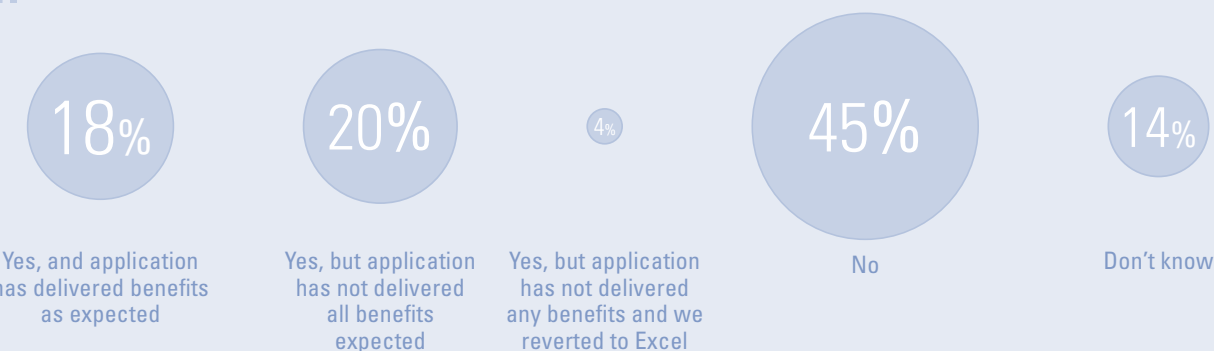 18%
20%
4%
45%
14%
Yes, and application
has delivered benefits
as expected
Yes, but application
has not delivered
all benefits
expected
Yes, but application
has not delivered
any benefits and we
reverted to Excel
No
Don't know